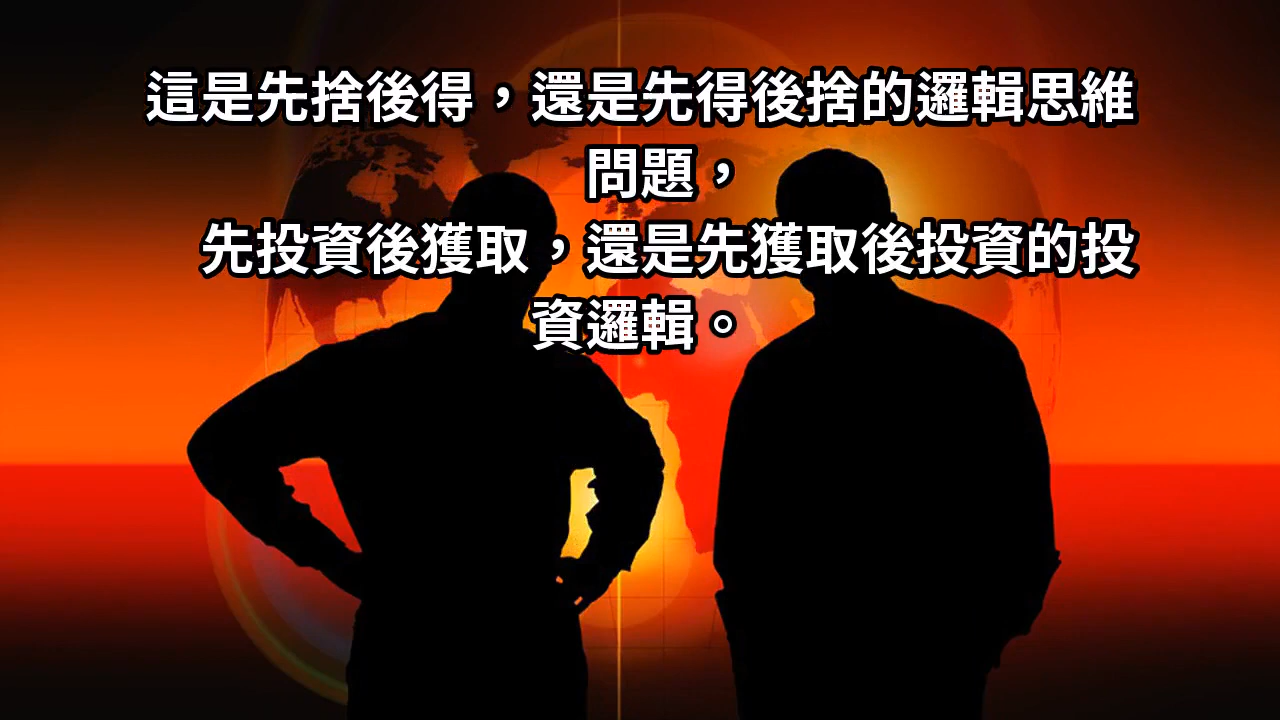 這是先捨後得，還是先得後捨的邏輯思維
問題，
先投資後獲取，還是先獲取後投資的投
資邏輯。